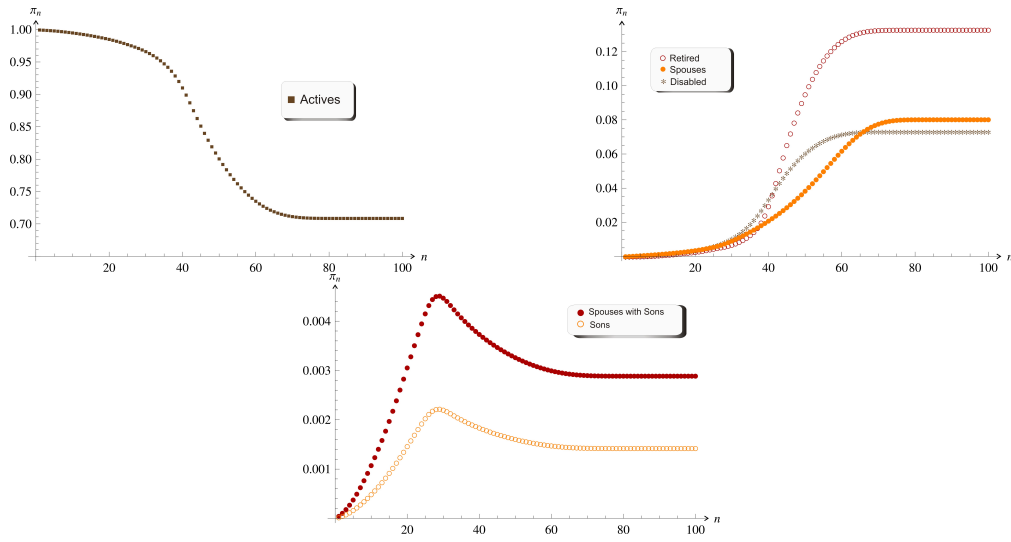 πn
1.00
0.95
0.90
0.85
0.80
0.75
0.70
20
40
60
80
100
n
Actives
πn
0.12
0.10
0.08
0.06
0.04
0.02
20
40
60
80
100
n
Retired
Spouses
Disabled
πn
0.004
0.003
0.002
0.001
20
40
60
80
100
n
Spouses with Sons
Sons